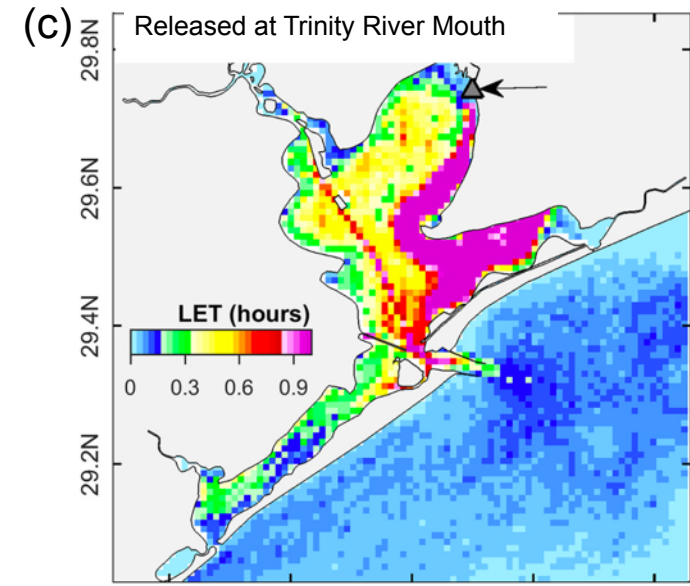 (c) Released at Trinity River Mouth
29.8N
29.6N
29.4N
29.2N
LET (hours)
0 0.3 0.6 0.9